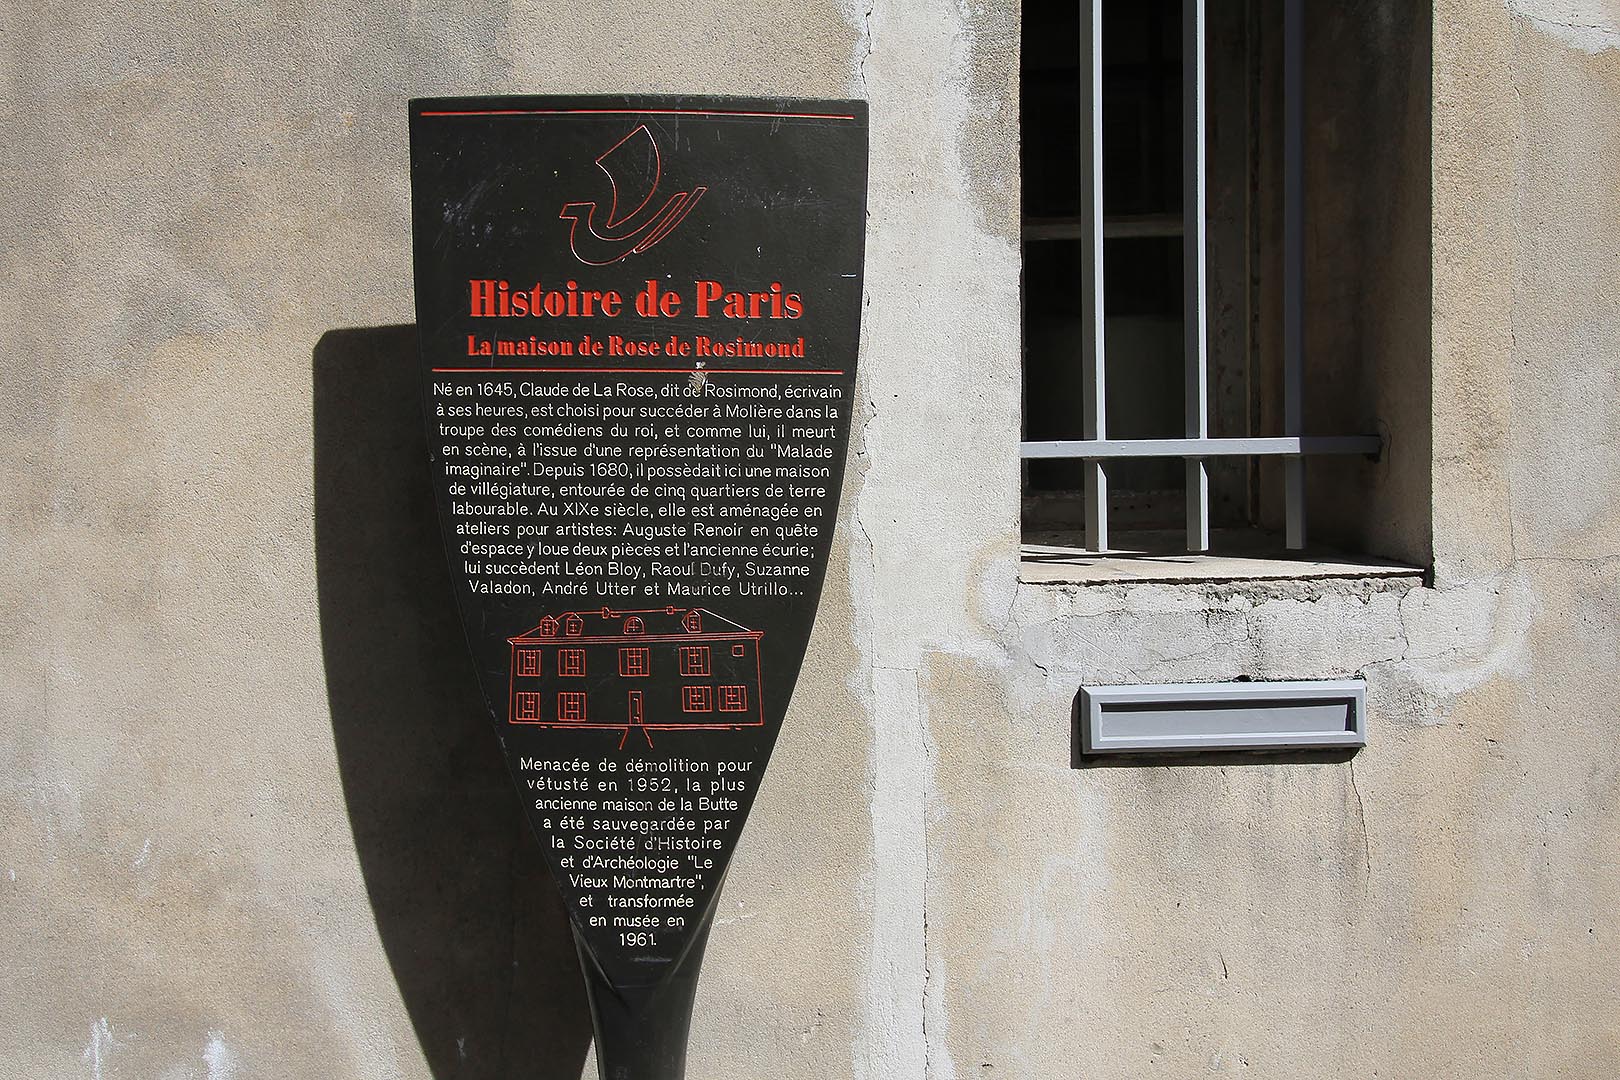 Histoire de Paris
La maison de Rose de Rosimond
Né en 1645, Claude de La Rose, dit de Rosimond, écrivain
à ses heures, est choisi pour succéder à Molière dans la
troupe des comédiens du roi, et comme lui, il meurt
en scène, à l'issue d'une représentation du "Malade
imaginaire". Depuis 1680, il possèdait ici une maison
de villégiature, entourée de cinq quartiers de terre
labourable. Au XIXe siècle, elle est aménagée en
ateliers pour artistes: Auguste Renoir en quête
d'espace y loue deux pièces et l'ancienne écurie;
lui succèdent Léon Bloy, Raoul Dufy, Suzanne
Valadon, André Utter et Maurice Utrillo...
Menacée de démolition pour
vétusté en 1952, la plus
ancienne maison de la Butte
a été sauvegardée par
la Société d'Histoire
et d'Archéologie "Le
Vieux Montmartre",
et transformée
en musée en
1961.